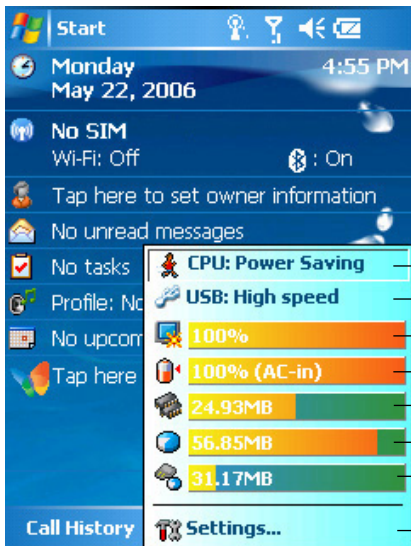 Start
Monday 4:55 PM
May 22, 2006
No SIM
Wi-Fi: Off : On
Tap here to set owner information
No unread messages
No tasks
CPU: Power Saving
Profile: No
USB: High speed
No upcom
100%
Tap here
100% (AC-in)
24.93MB
56.85MB
31.17MB
Call History
Settings...